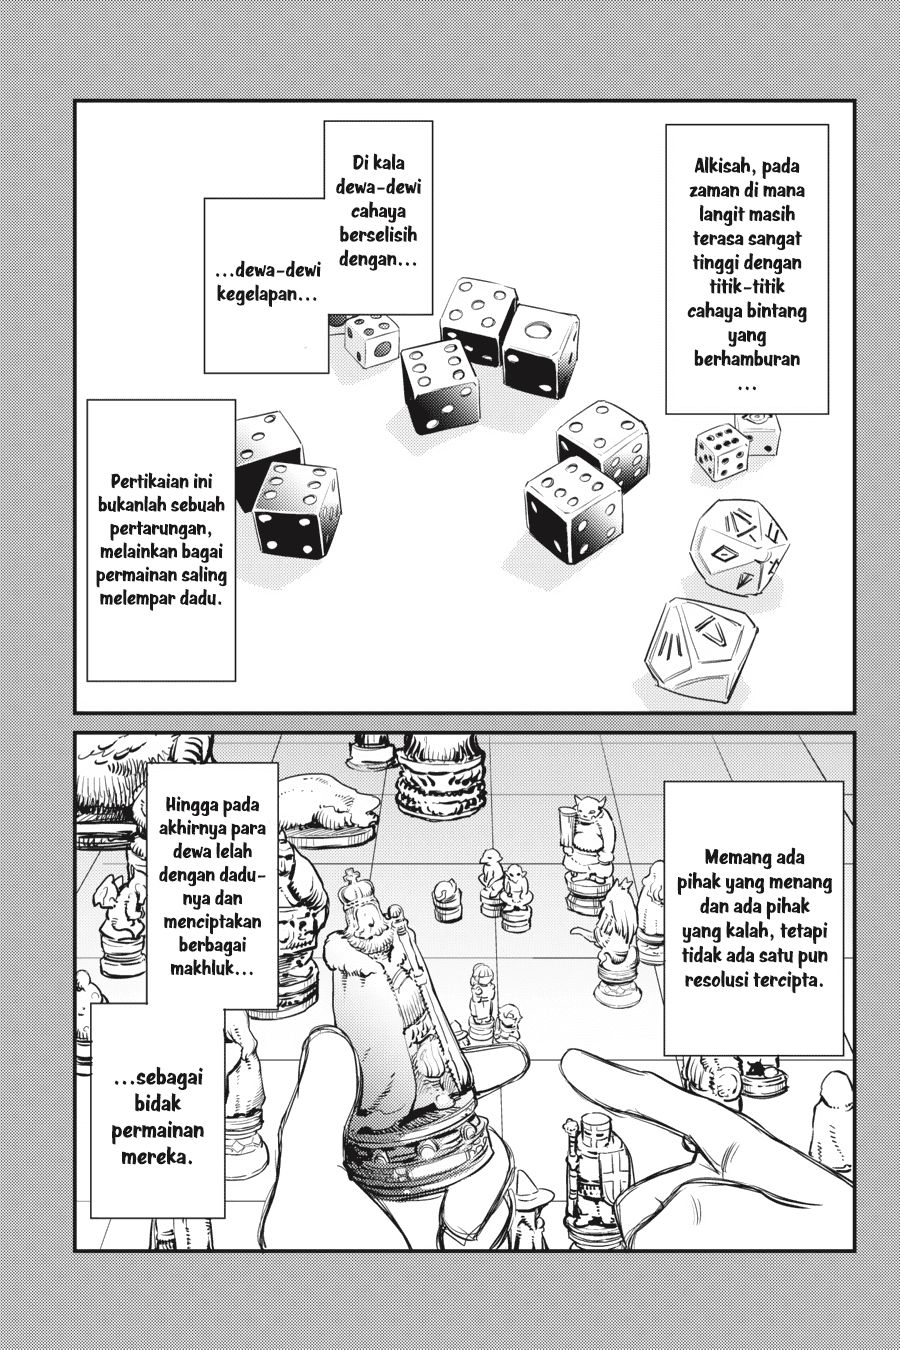 Alkisah, pada
zaman di mana
langit masih
terasa sangat
tinggi dengan
titik-titik
cahaya bintang
yang
berhamburan
...
Di kala
dewa-dewi
cahaya
berselisih
dengan...
...dewa-dewi
kegelapan...
Pertikaian ini
bukanlah sebuah
pertarungan,
melainkan bagai
permainan saling
melempar dadu.
Memang ada
pihak yang menang
dan ada pihak
yang kalah, tetapi
tidak ada satu pun
resolusi tercipta.
Hingga pada
akhirnya para
dewa lelah
dengan dadu-
nya dan
menciptakan
berbagai
makhluk...
...sebagai
bidak
permainan
mereka.